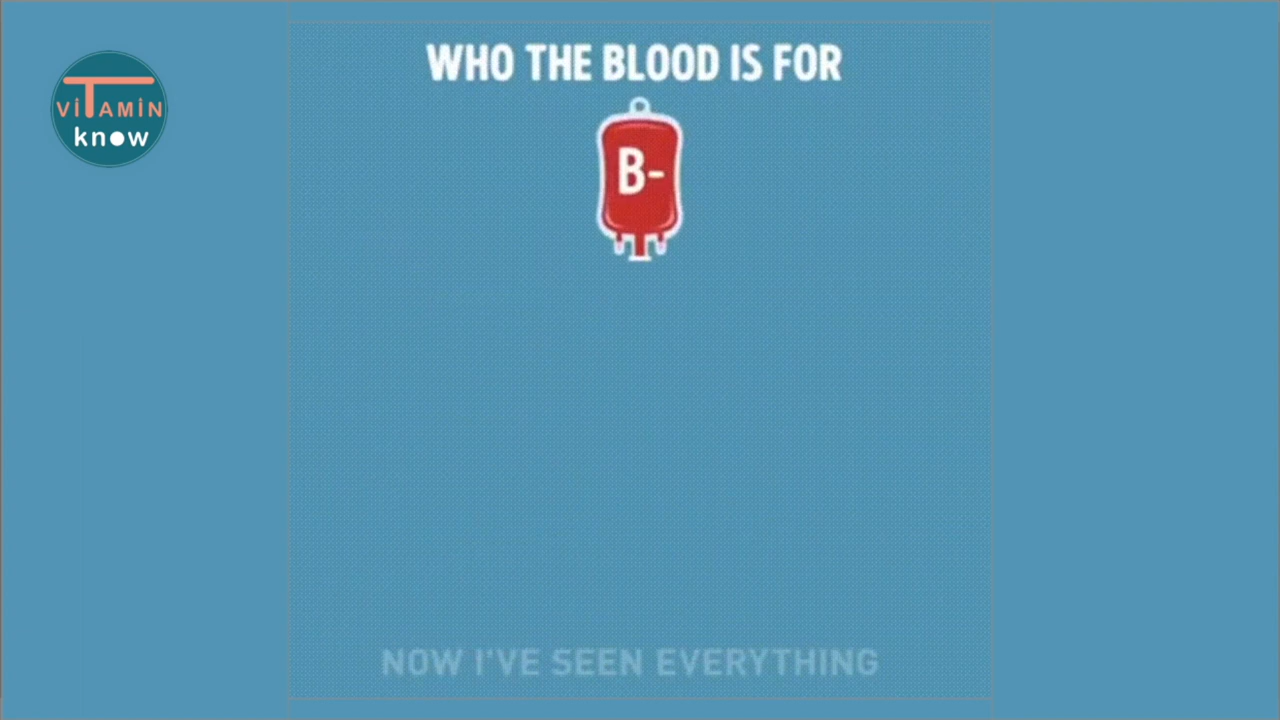 WHO THE BLOOD IS FOR
ViTAMiN
know
B-
NOW I'VE SEEN EVERYTHING